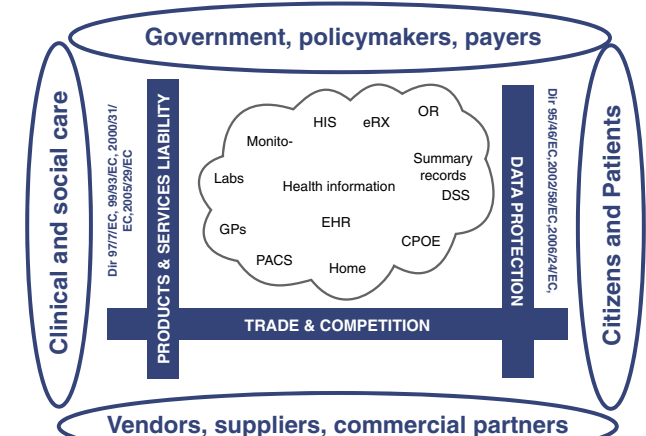 Government, policymakers, payers
Clinical and social care
Dir 97/7/EC, 99/93/EC, 2000/31/
EC,2005/29/EC
PRODUCTS & SERVICES LIABILITY
HIS
eRX
OR
Monito-
Summary
records
Labs
Health information
DSS
GPs
EHR
CPOE
PACS
Home
DATA PROTECTION
Dir 95/46/EC,2002/58/EC,2006/24/EC,
Citizens and Patients
TRADE & COMPETITION
Vendors, suppliers, commercial partners